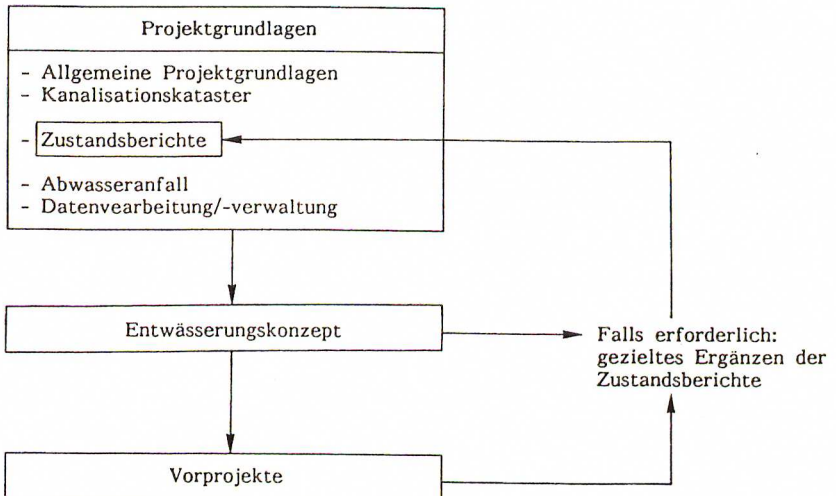 Projektgrundlagen
- Allgemeine Projektgrundlagen
- Kanalisationskataster
- Zustandsberichte
- Abwasseranfall
- Datenvearbeitung/-verwaltung
Entwässerungskonzept
Falls erforderlich:
gezieltes Ergänzen der
Zustandsberichte
Vorprojekte